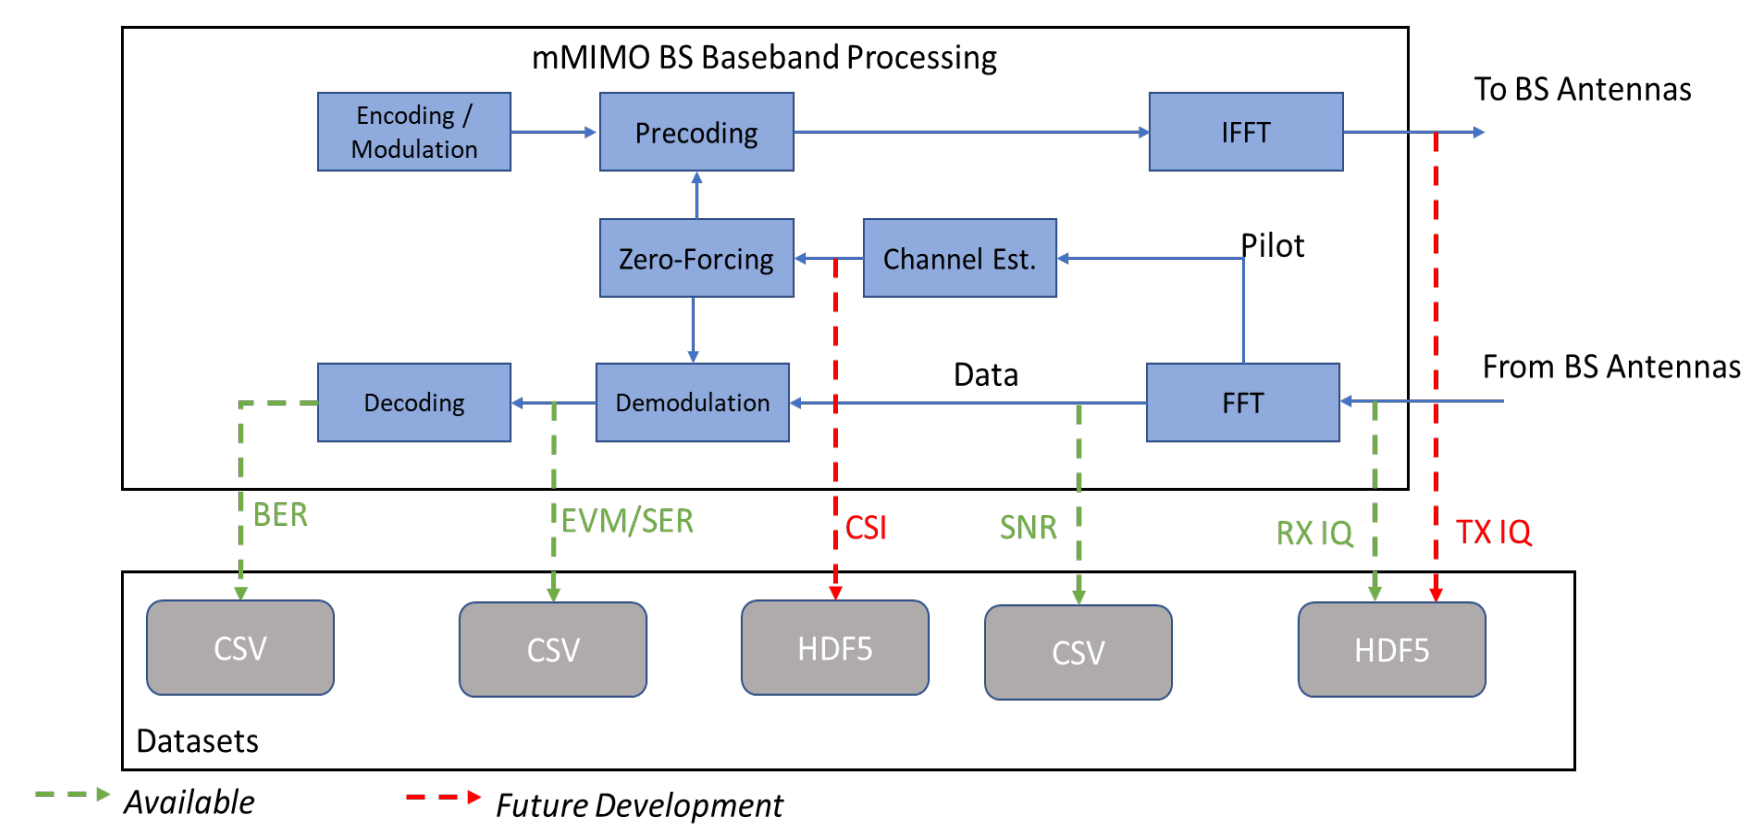 mMIMO BS Baseband Processing
To BS Antennas
Encoding /
Modulation
Precoding
IFFT
Zero-Forcing
Channel Est.
Pilot
From BS Antennas
Data
Decoding
Demodulation
FFT
BER
EVM/SER
CSI
SNR
RX IQ
TX IQ
CSV
CSV
HDF5
CSV
HDF5
Datasets
Available
Future Development